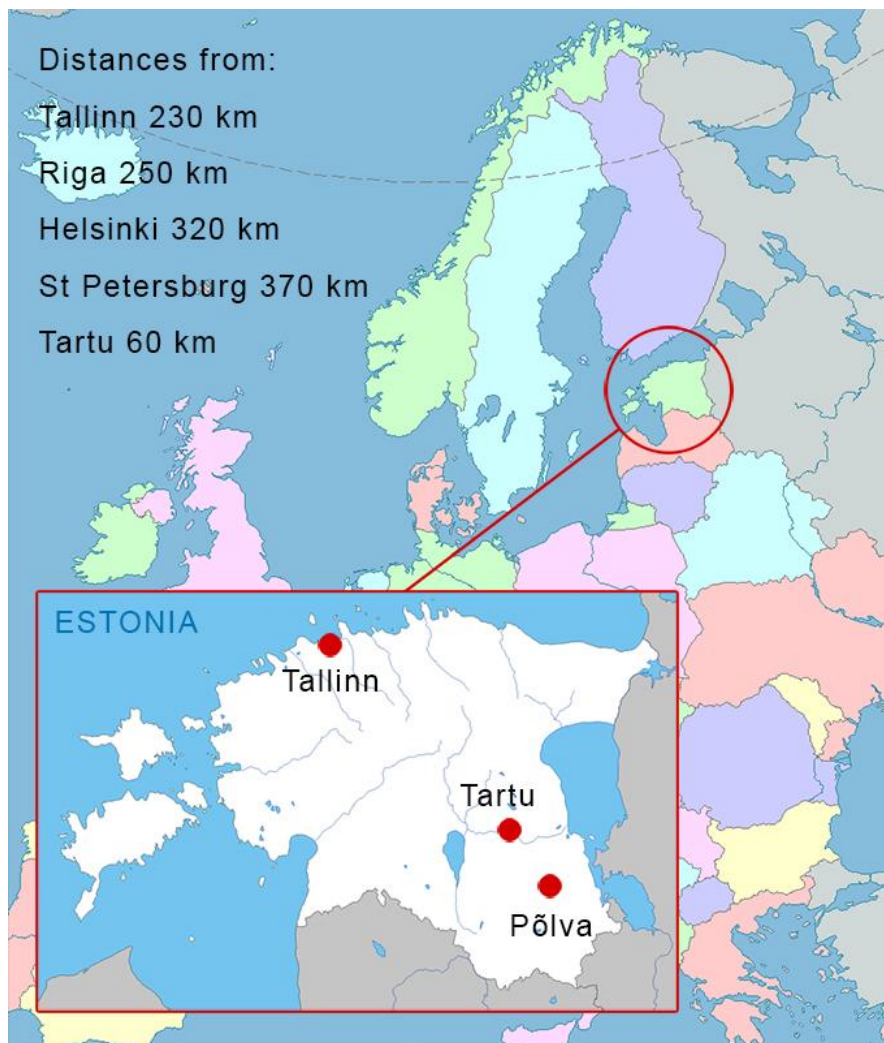 Distances from:
Tallinn 230 km
Riga 250 km
Helsinki 320 km
St Petersburg 370 km
Tartu 60 km
ESTONIA
Tallinn
Tartu
Põlva